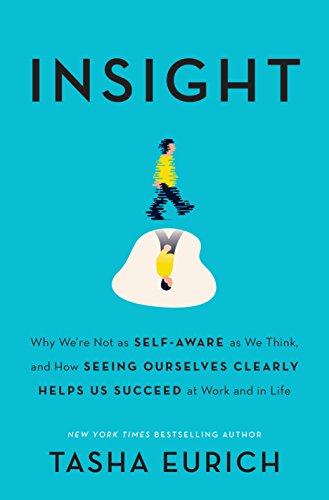 INSIGHT
Why We're Not as SELF-AWARE as We Think,
and How SEEING OURSELVES CLEARLY
HELPS US SUCCEED at Work and in Life
NEW YORK TIMES BESTSELLING AUTHOR
TASHA EURICH